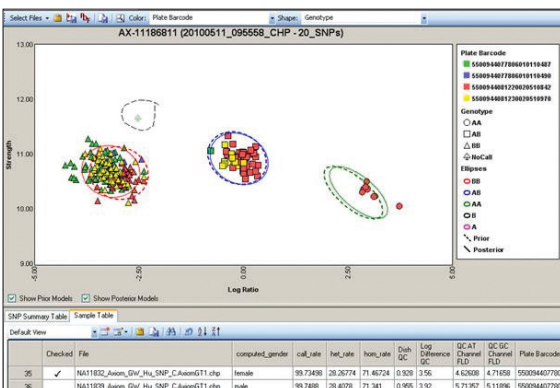 Select Files Color: Plate Barcode Shape: Genotype
AX-11186811 (20100511_095558_CHP - 20_SNPs)
13.00
12.00
11.00
10.00
9.00
Strength
-5.00 -2.50 0.00 2.50 5.00
Log Ratio
Plate Barcode
5500944077806010110487
5500944077806010110490
5500944081220020510842
5500944081230020510978
Genotype
AA
AB
BB
NoCall
Ellipses
BB
AB
AA
B
A
Prior
Posterior
Show Prior Models Show Posterior Models
SNP Summary Table Sample Table
Default View
Checked File computed_gender call_rate het_rate hom_rate Dish QC Log Difference QC QC AT Channel FLD QC GC Channel FLD Plate Barcode
35 NA11832_Axiom_GW_Hu_SNP_C.AxiomGT1.chp female 99.73498 28.26774 71.46724 0.928 3.56 4.62608 4.71658 55009440770
36 NA11839_Axiom_GW_Hu_SNP_C.AxiomGT1.chp male 99.7488 28.4078 71.341 0.955 3.92 5.11896 55009440770